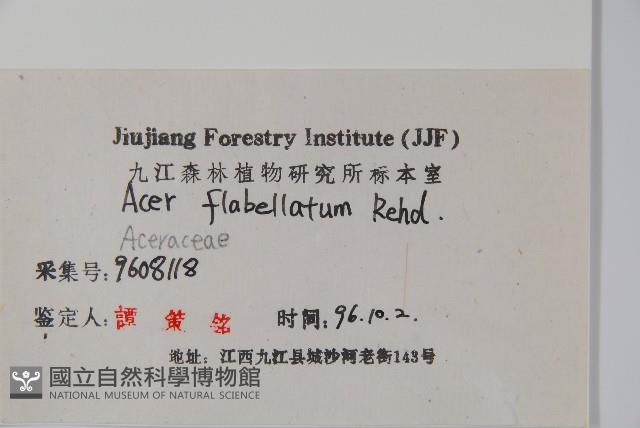 Jiujiang Forestry Institute (JJF)
九江森林植物研究所标本室
Acer flabellatum Rehd.
Aceraceae
采集号:9608118
鉴定人:譚策铭 时间:96.10.2.
地址:江西九江县城沙河老街143号
國立自然科學博物館
NATIONAL MUSEUM OF NATURAL SCIENCE